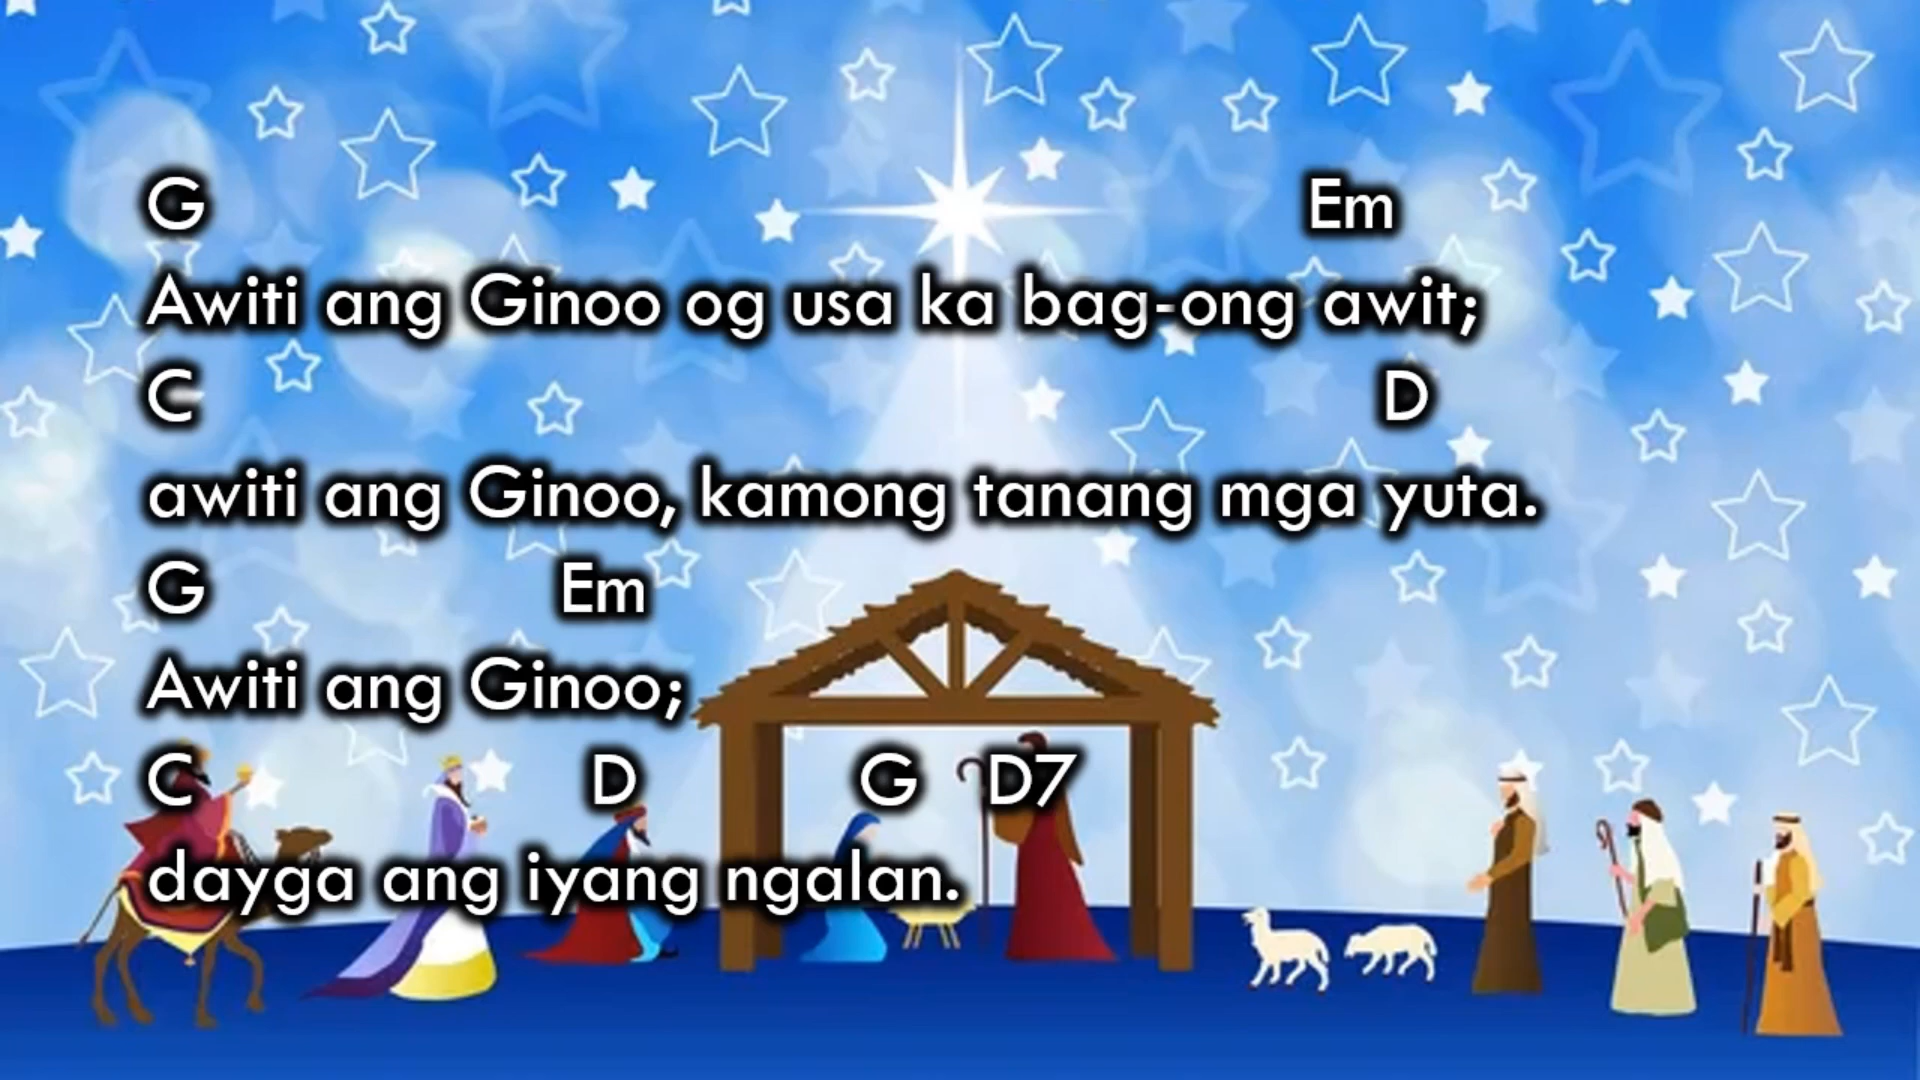 G Em
Awiti ang Ginoo og usa ka bag-ong awit;
C D
awiti ang Ginoo, kamong tanang mga yuta.
G Em
Awiti ang Ginoo;
C D G D7
dayga ang iyang ngalan.